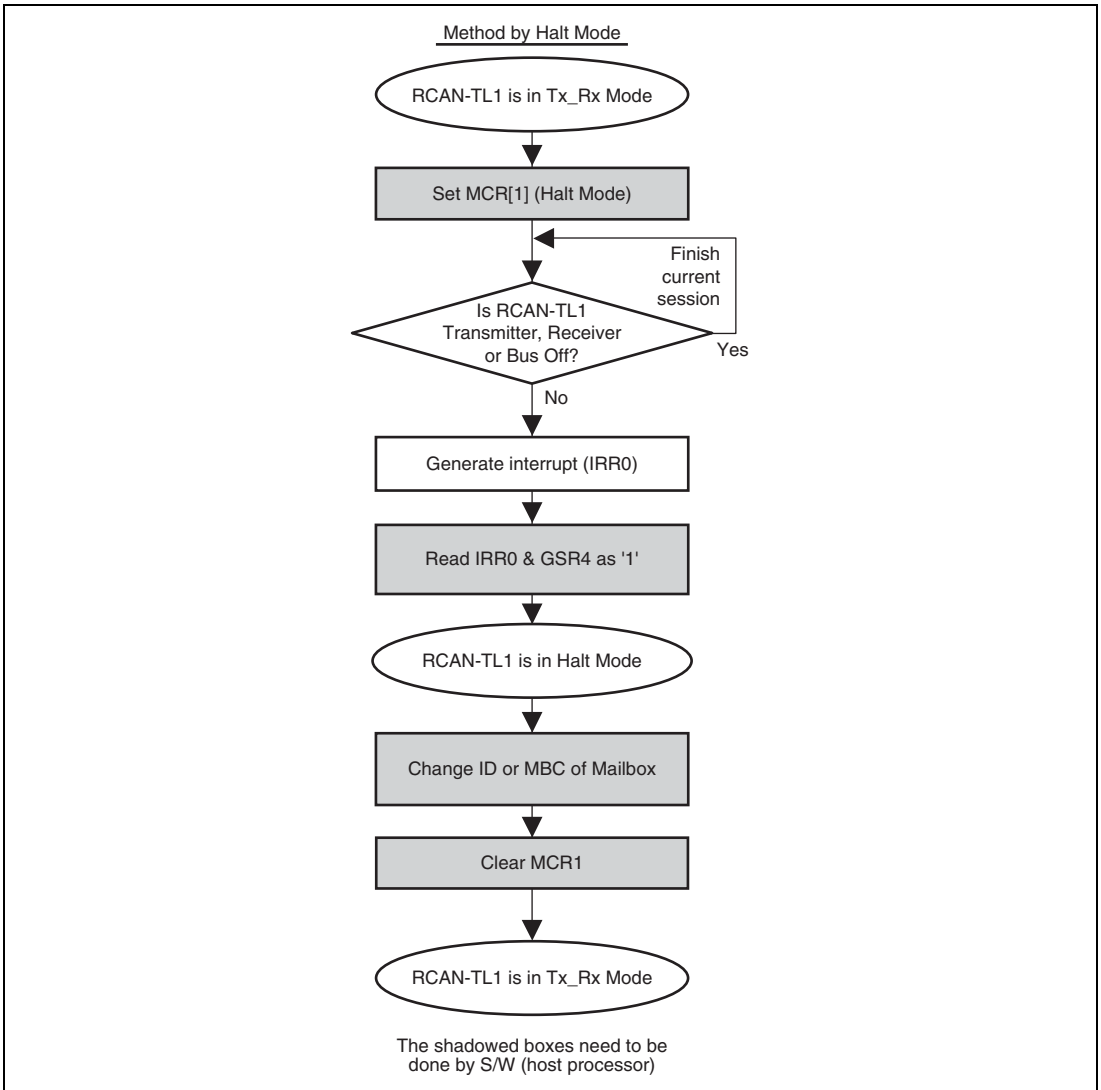 Method by Halt Mode
RCAN-TL1 is in Tx_Rx Mode
Set MCR[1] (Halt Mode)
Finish
current
session
Is RCAN-TL1
Transmitter, Receiver
or Bus Off?
Yes
No
Generate interrupt (IRR0)
Read IRR0 & GSR4 as '1'
RCAN-TL1 is in Halt Mode
Change ID or MBC of Mailbox
Clear MCR1
RCAN-TL1 is in Tx_Rx Mode
The shadowed boxes need to be
done by S/W (host processor)